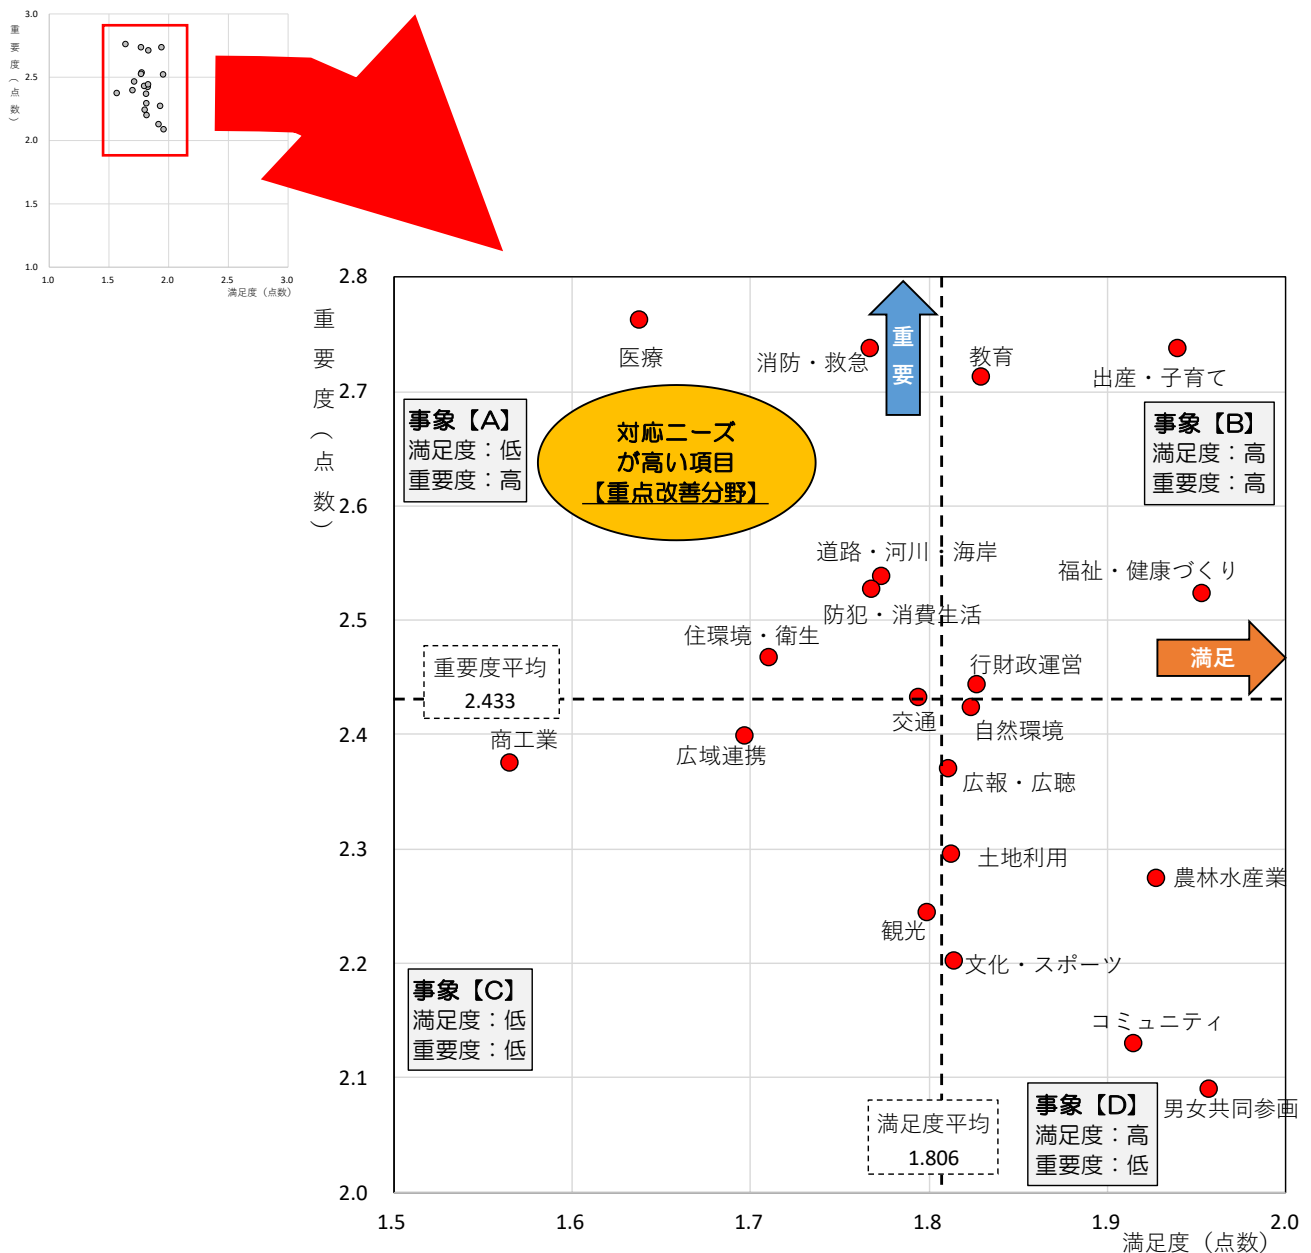 3.0
2.5
2.0
1.5
1.0
重要度（点数）
1.0
1.5
2.0
2.5
3.0
満足度（点数）
重要度（点数）
2.8
2.7
2.6
2.5
2.4
2.3
2.2
2.1
2.0
重要
医療
消防・救急
教育
出産・子育て
事象【A】
満足度：低
重要度：高
対応ニーズ
が高い項目
【重点改善分野】
事象【B】
満足度：高
重要度：高
道路・河川・海岸
福祉・健康づくり
防犯・消費生活
住環境・衛生
満足
重要度平均
2.433
行財政運営
交通
自然環境
商工業
広域連携
広報・広聴
土地利用
農林水産業
観光
文化・スポーツ
事象【C】
満足度：低
重要度：低
コミュニティ
男女共同参画
事象【D】
満足度：高
重要度：低
満足度平均
1.806
1.5
1.6
1.7
1.8
1.9
2.0
満足度（点数）